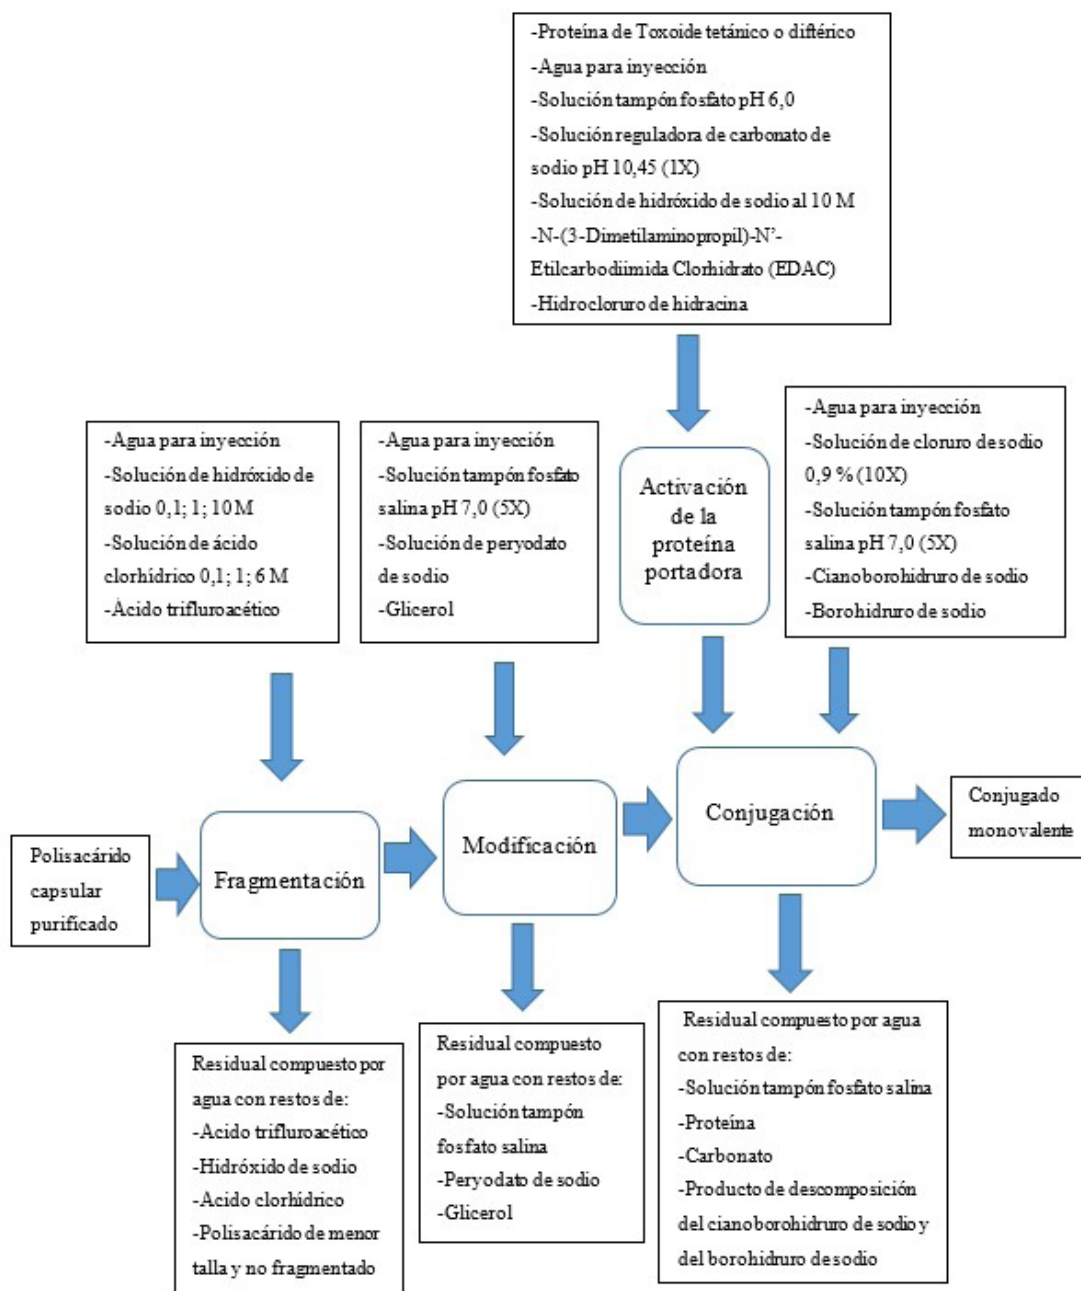 -Proteína de Toxoide tetánico o diftérico
-Agua para inyección
-Solución tampón fosfato pH 6,0
-Solución reguladora de carbonato de
sodio pH 10,45 (1X)
-Solución de hidróxido de sodio al 10 M
-N-(3-Dimetilaminopropil)-N’-
Etilcarbodiimida Clorhidrato (EDAC)
-Hidrocloruro de hidracina
-Agua para inyección
-Solución de hidróxido de
sodio 0,1; 1; 10 M
-Solución de ácido
clorhídrico 0,1; 1; 6 M
-Ácido trifluroacético
-Agua para inyección
-Solución tampón fosfato
salina pH 7,0 (5X)
-Solución de peryodato
de sodio
-Glicerol
Activación
de la
proteína
portadora
-Agua para inyección
-Solución de cloruro de sodio
0,9 % (10X)
-Solución tampón fosfato
salina pH 7,0 (5X)
-Cianoborohidruro de sodio
-Borohidruro de sodio
Polisacárido
capsular
purificado
Fragmentación
Modificación
Conjugación
Conjugado
monovalente
Residual compuesto por
agua con restos de:
-Acido trifluroacético
-Hidróxido de sodio
-Acido clorhídrico
-Polisacárido de menor
talla y no fragmentado
Residual compuesto
por agua con restos de:
-Solución tampón
fosfato salina
-Peryodato de sodio
-Glicerol
Residual compuesto por agua
con restos de:
-Solución tampón fosfato salina
-Proteína
-Carbonato
-Producto de descomposición
del cianoborohidruro de sodio y
del borohidruro de sodio